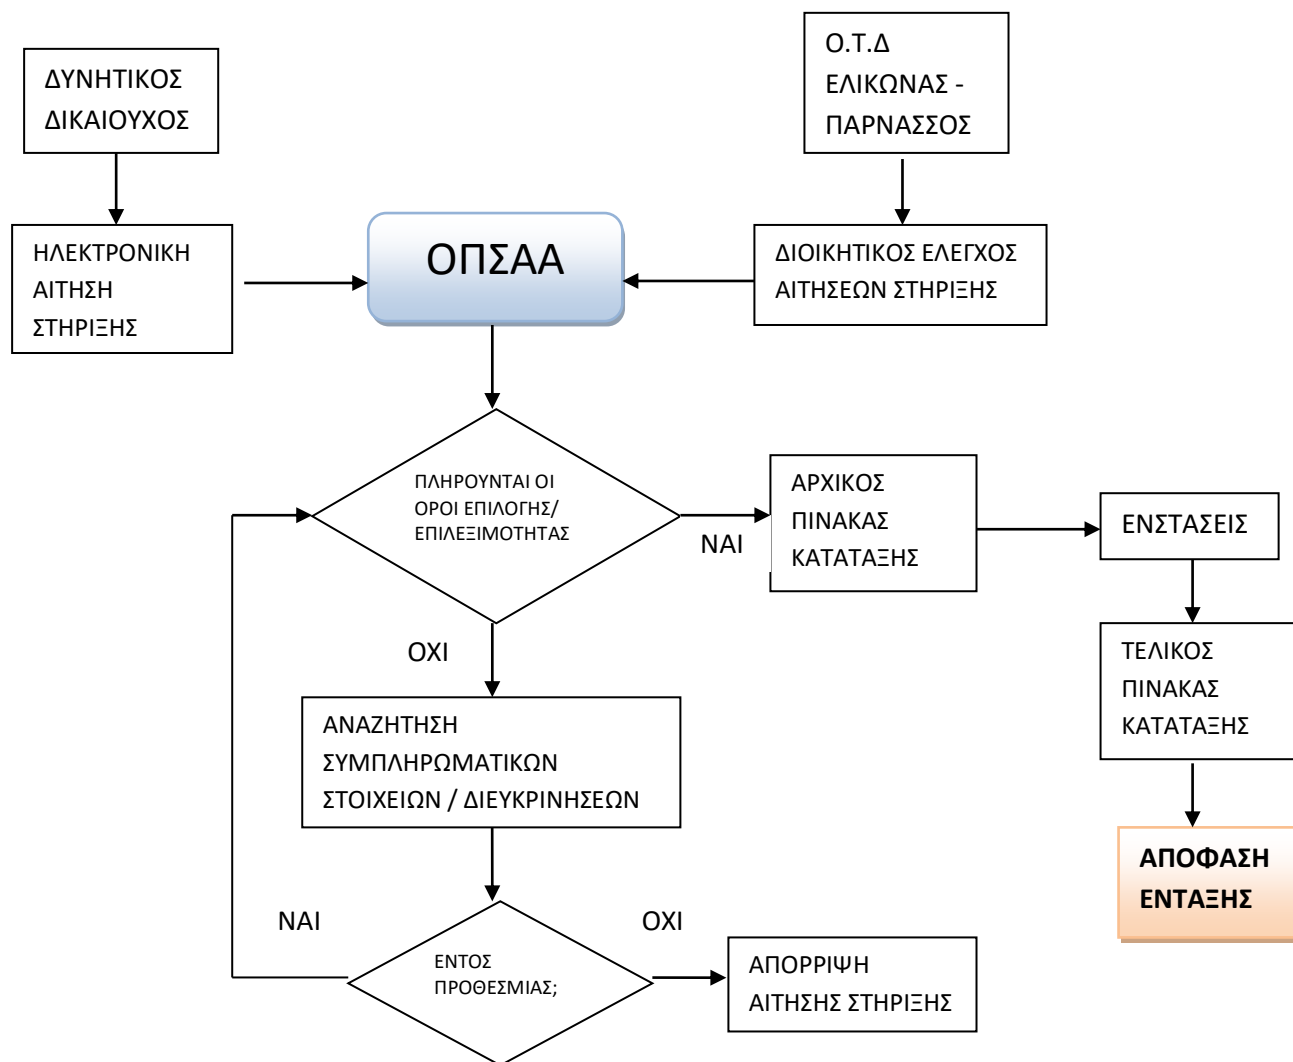 ΔΥΝΗΤΙΚΟΣ
ΔΙΚΑΙΟΥΧΟΣ
Ο.Τ.Δ
ΕΛΙΚΩΝΑΣ -
ΠΑΡΝΑΣΣΟΣ
ΗΛΕΚΤΡΟΝΙΚΗ
ΑΙΤΗΣΗ
ΣΤΗΡΙΞΗΣ
ΟΠΣΑΑ
ΔΙΟΙΚΗΤΙΚΟΣ ΕΛΕΓΧΟΣ
ΑΙΤΗΣΕΩΝ ΣΤΗΡΙΞΗΣ
ΠΛΗΡΟΥΝΤΑΙ ΟΙ
ΟΡΟΙ ΕΠΙΛΟΓΗΣ/
ΕΠΙΛΕΞΙΜΟΤΗΤΑΣ
ΝΑΙ
ΑΡΧΙΚΟΣ
ΠΙΝΑΚΑΣ
ΚΑΤΑΤΑΞΗΣ
ΕΝΣΤΑΣΕΙΣ
ΟΧΙ
ΤΕΛΙΚΟΣ
ΠΙΝΑΚΑΣ
ΚΑΤΑΤΑΞΗΣ
ΑΝΑΖΗΤΗΣΗ
ΣΥΜΠΛΗΡΩΜΑΤΙΚΩΝ
ΣΤΟΙΧΕΙΩΝ / ΔΙΕΥΚΡΙΝΗΣΕΩΝ
ΑΠΟΦΑΣΗ
ΕΝΤΑΞΗΣ
ΝΑΙ
ΟΧΙ
ΕΝΤΟΣ
ΠΡΟΘΕΣΜΙΑΣ;
ΑΠΟΡΡΙΨΗ
ΑΙΤΗΣΗΣ ΣΤΗΡΙΞΗΣ